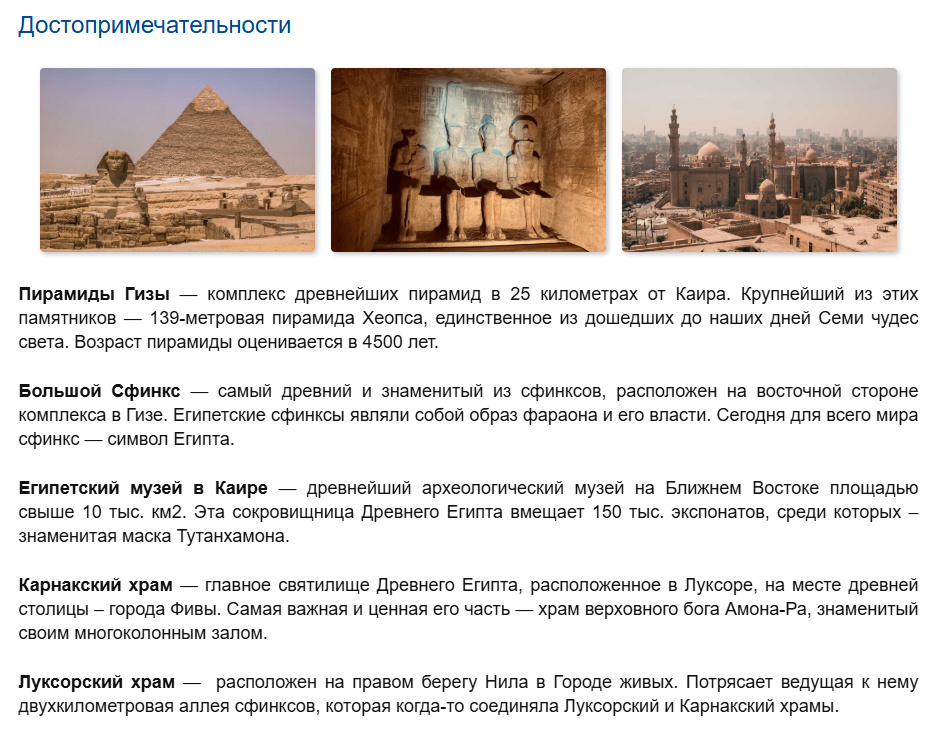 Достопримечательности
Пирамиды Гизы — комплекс древнейших пирамид в 25 километрах от Каира. Крупнейший из этих
памятников — 139-метровая пирамида Хеопса, единственное из дошедших до наших дней Семи чудес
света. Возраст пирамиды оценивается в 4500 лет.
Большой Сфинкс — самый древний и знаменитый из сфинксов, расположен на восточной стороне
комплекса в Гизе. Египетские сфинксы являли собой образ фараона и его власти. Сегодня для всего мира
сфинкс — символ Египта.
Египетский музей в Каире — древнейший археологический музей на Ближнем Востоке площадью
свыше 10 тыс. км2. Эта сокровищница Древнего Египта вмещает 150 тыс. экспонатов, среди которых –
знаменитая маска Тутанхамона.
Карнакский храм — главное святилище Древнего Египта, расположенное в Луксоре, на месте древней
столицы – города Фивы. Самая важная и ценная его часть — храм верховного бога Амона-Ра, знаменитый
своим многоколонным залом.
Луксорский храм —  расположен на правом берегу Нила в Городе живых. Потрясает ведущая к нему
двухкилометровая аллея сфинксов, которая когда-то соединяла Луксорский и Карнакский храмы.